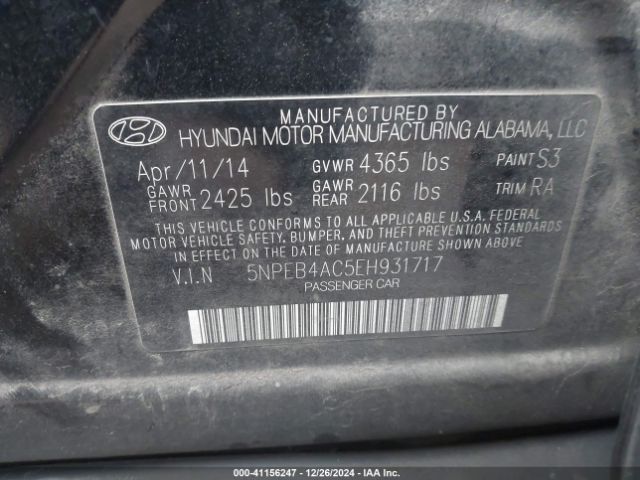 MANUFACTURED BY
HYUNDAI MOTOR MANUFACTURING ALABAMA, LLC
Apr/11/14 GVWR 4365 lbs PAINT S3
GAWR FRONT 2425 lbs GAWR REAR 2116 lbs TRIM RA
THIS VEHICLE CONFORMS TO ALL APPLICABLE U.S.A. FEDERAL
MOTOR VEHICLE SAFETY, BUMPER, AND THEFT PREVENTION
STANDARDS IN EFFECT ON THE DATE OF MANUFACTURE SHOWN ABOVE.
V.I.N 5NPEB4AC5EH931717
PASSENGER CAR
000-41156247 - 12/26/2024 - IAA Inc.